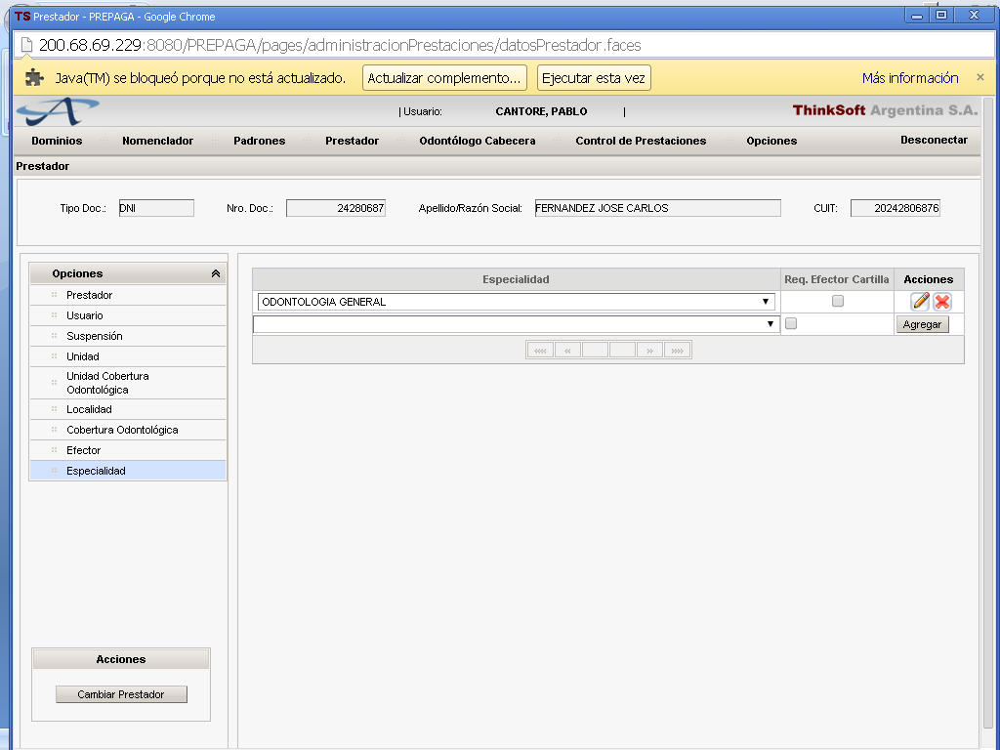 TS Prestador - PREPAGA - Google Chrome
200.68.69.229:8080/PREPAGA/pages/administracionPrestaciones/datosPrestador.faces
Java(TM) se bloqueó porque no está actualizado. Actualizar complemento... Ejecutar esta vez Más información ×
| Usuario: CANTORE, PABLO | ThinkSoft Argentina S.A.
Dominios Nomenclador Padrones Prestador Odontólogo Cabecera Control de Prestaciones Opciones Desconectar
Prestador
Tipo Doc.: DNI Nro. Doc.: 24280687 Apellido/Razón Social: FERNANDEZ JOSE CARLOS CUIT: 20242806876
Opciones
Prestador
Usuario
Suspensión
Unidad
Unidad Cobertura
Odontológica
Localidad
Cobertura Odontológica
Efector
Especialidad
Especialidad Req. Efector Cartilla Acciones
ODONTOLOGIA GENERAL
Agregar
«« « » »»
Acciones
Cambiar Prestador